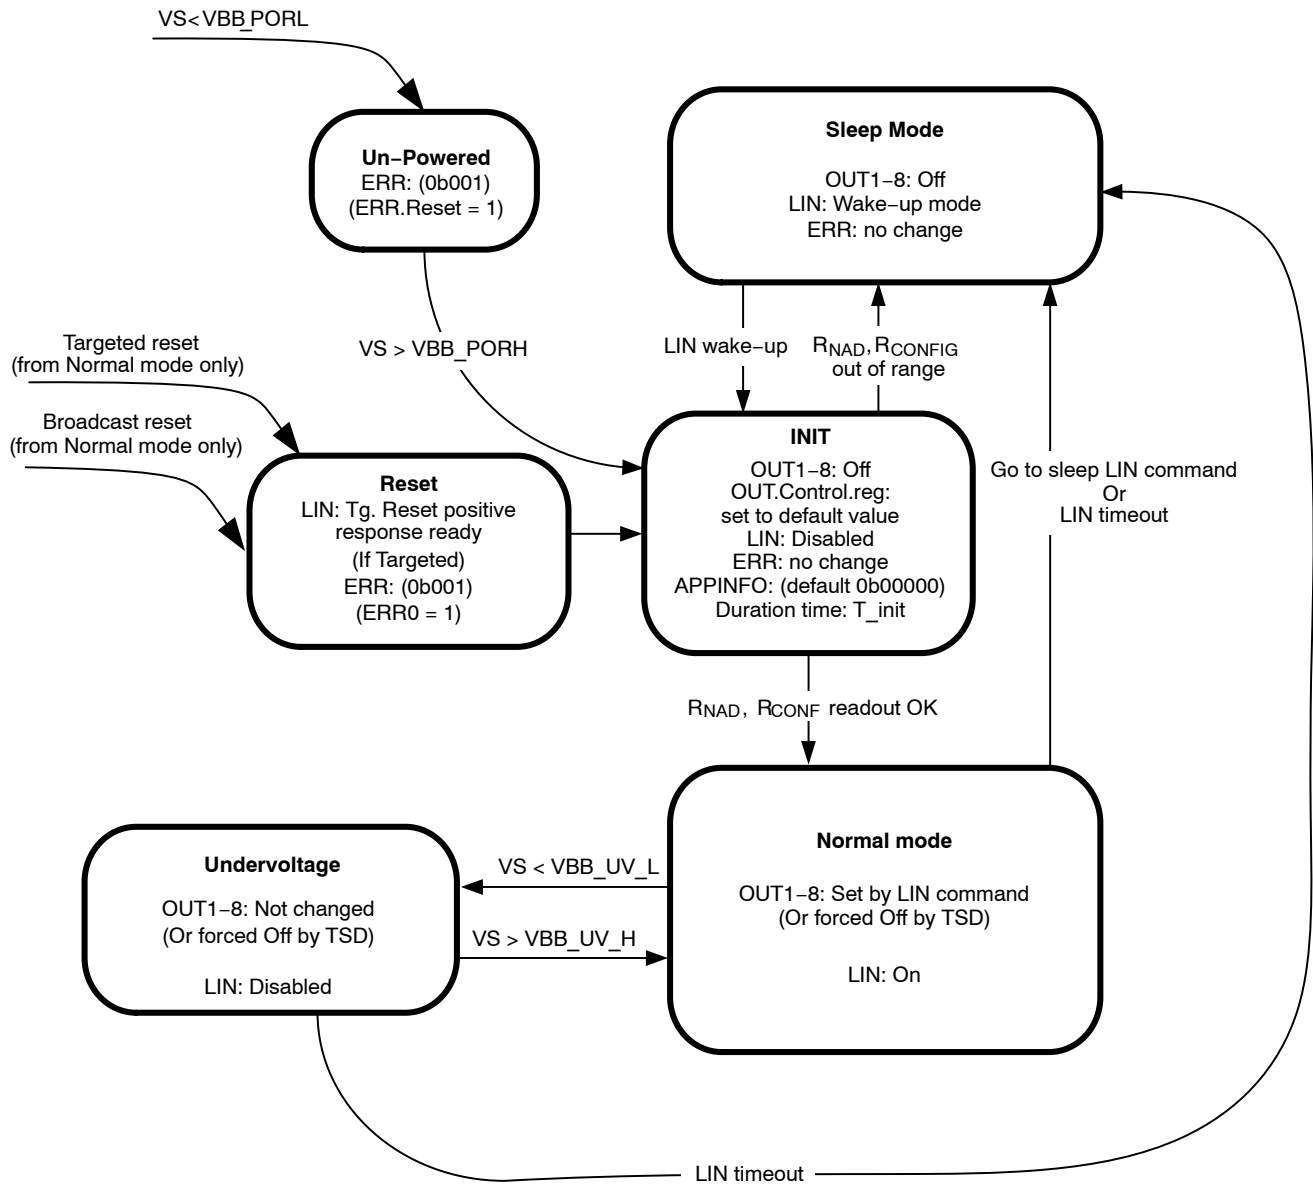 VS<VBB_PORL
Un−Powered
ERR: (0b001)
(ERR.Reset = 1)
Sleep Mode
OUT1−8: Off
LIN: Wake−up mode
ERR: no change
VS > VBB_PORH
LIN wake−up
RNAD, RCONFIG
out of range
Targeted reset
(from Normal mode only)
Broadcast reset
(from Normal mode only)
Reset
LIN: Tg. Reset positive
response ready
(If Targeted)
ERR: (0b001)
(ERR0 = 1)
INIT
OUT1−8: Off
OUT.Control.reg:
set to default value
LIN: Disabled
ERR: no change
APPINFO: (default 0b00000)
Duration time: T_init
Go to sleep LIN command
Or
LIN timeout
RNAD, RCONF readout OK
Undervoltage
OUT1−8: Not changed
(Or forced Off by TSD)
LIN: Disabled
VS < VBB_UV_L
VS > VBB_UV_H
Normal mode
OUT1−8: Set by LIN command
(Or forced Off by TSD)
LIN: On
LIN timeout